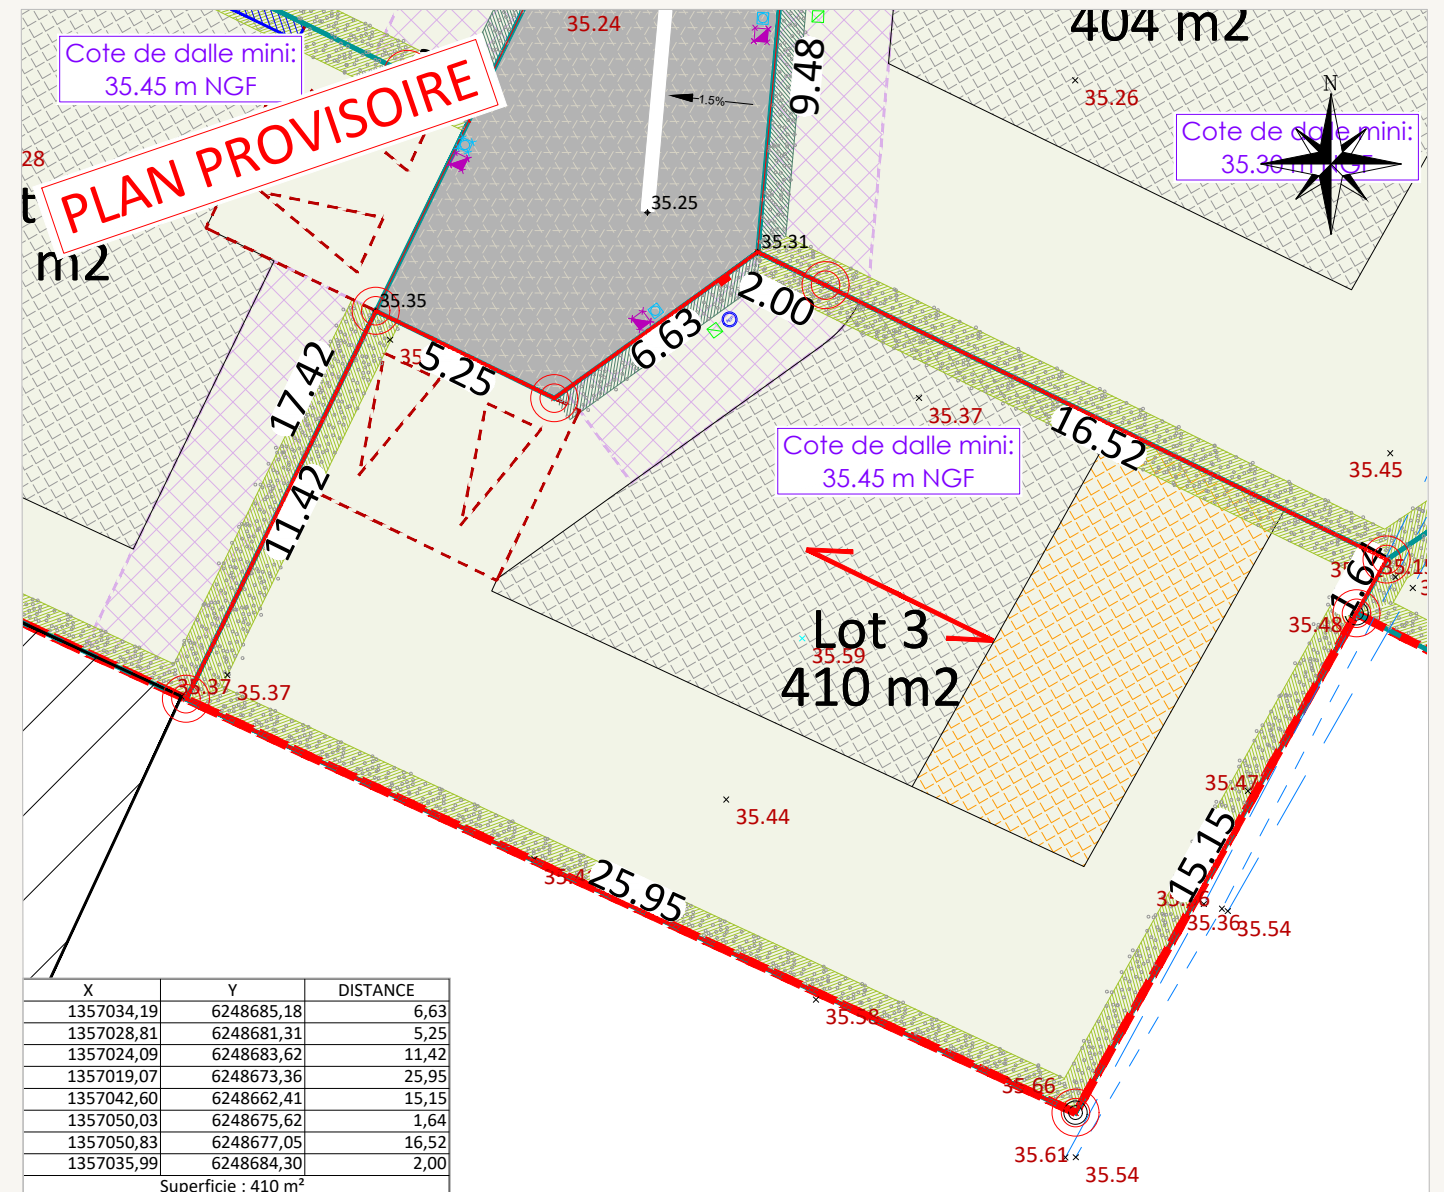 35.24
404 m2
Cote de dalle mini:
35.45 m NGF
9.48
1.5%
35.26
N
PLAN PROVISOIRE
Cote de dalle mini:
35.30 m NGF
28
t
m2
35.25
35.31
35.35
2.00
6.63
5.25
17.42
35.37
16.52
Cote de dalle mini:
35.45 m NGF
35.45
11.42
1.64
35.48
Lot 3
35.59
410 m2
35.37
35.37
35.47
35.44
15.15
25.95
35.36
35.54
35.58
35.66
35.61
35.54
X Y DISTANCE
1357034,19 6248685,18 6,63
1357028,81 6248681,31 5,25
1357024,09 6248683,62 11,42
1357019,07 6248673,36 25,95
1357042,60 6248662,41 15,15
1357050,03 6248675,62 1,64
1357050,83 6248677,05 16,52
1357035,99 6248684,30 2,00
Superficie : 410 m²